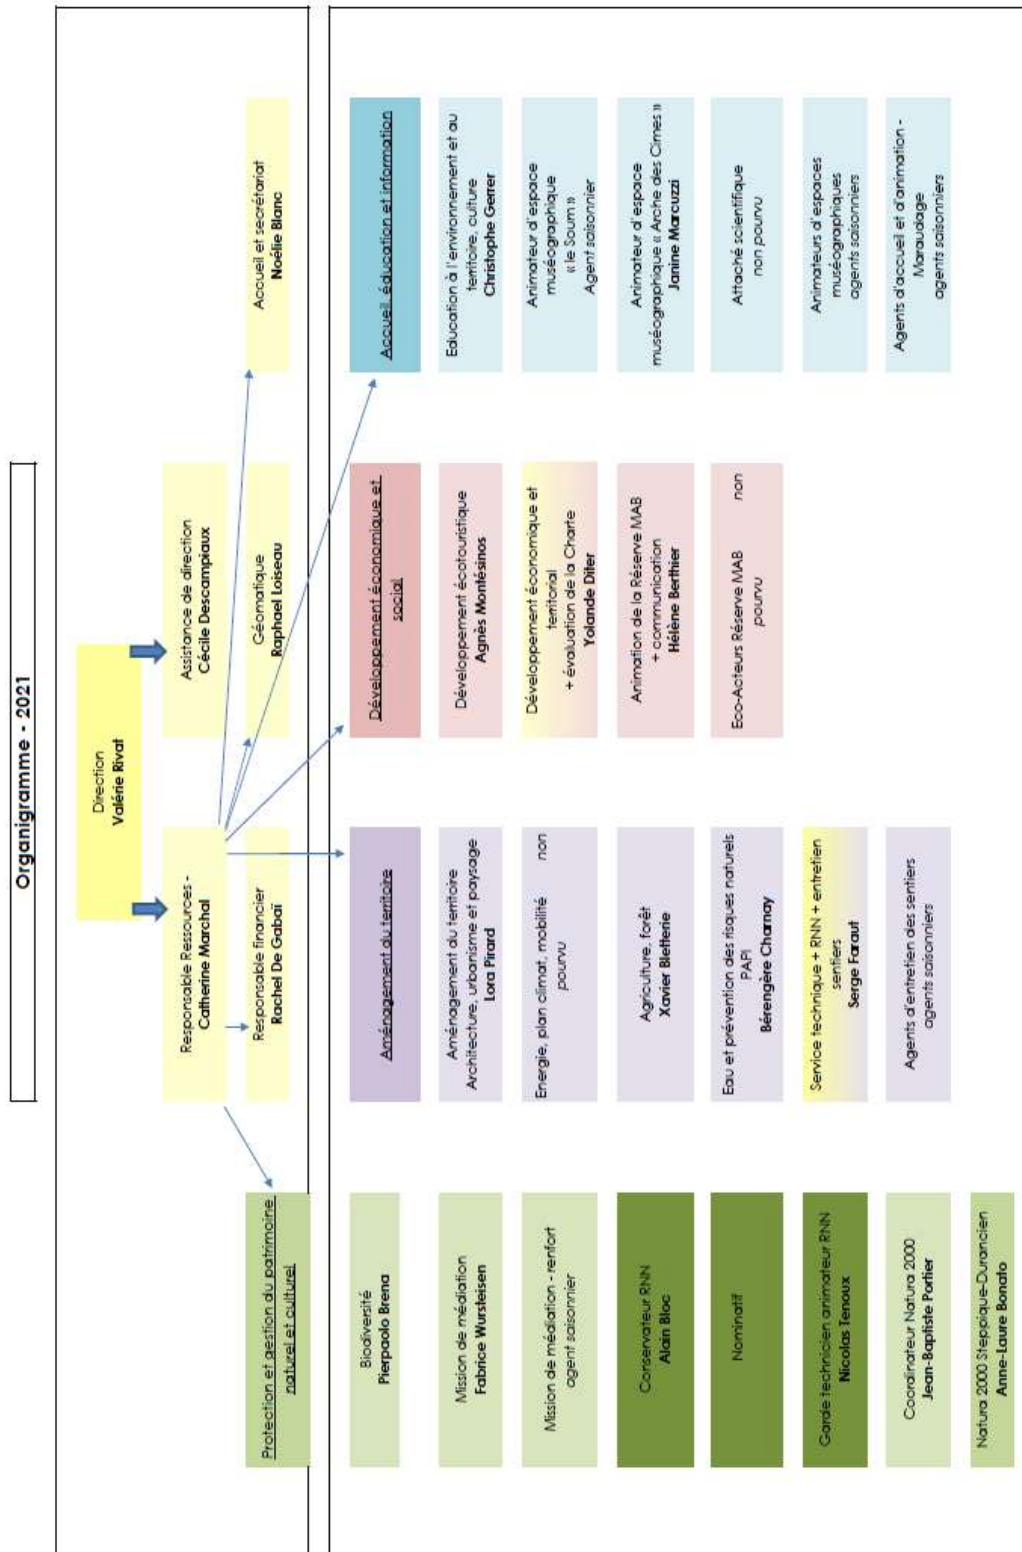 Organigramme - 2021
Direction
Valérie Rivat
Responsable Ressources -
Catherine Marchal
Assistance de direction
Cécile Descampiaux
Responsable financier
Rachel De Gabaï
Géomatique
Raphael Loiseau
Accueil et secrétariat
Noélie Blanc
Protection et gestion du patrimoine
naturel et culturel
Biodiversité
Pierpaolo Brena
Mission de médiation
Fabrice Wursteisen
Mission de médiation - renfort
agent saisonnier
Conservateur RNN
Alain Bloc
Nominatif
Garde technicien animateur RNN
Nicolas Tenoux
Coordinateur Natura 2000
Jean-Baptiste Portier
Natura 2000 Steppique-Durancien
Anne-Laure Bonato
Aménagement du territoire
Aménagement du territoire
Architecture, urbanisme et paysage
Lora Pirard
Energie, plan climat, mobilité non
pourvu
Agriculture, forêt
Xavier Bletterie
Eau et prévention des risques naturels
PAPI
Bérengère Charnay
Service technique + RNN + entretien
sentiers
Serge Faraut
Agents d'entretien des sentiers
agents saisonniers
Développement économique et
social
Développement écotouristique
Agnès Montésinos
Développement économique et
territorial
+ évaluation de la Charte
Yolande Diter
Animation de la Réserve MAB
+ communication
Hélène Berthier
Eco-Acteurs Réserve MAB non
pourvu
Accueil, éducation et information
Education à l'environnement et au
territoire, culture
Christophe Gerrer
Animateur d'espace
muséographique
« le Soum »
Agent saisonnier
Animateur d'espace
muséographique « Arche des Cimes »
Janine Marcuzzi
Attaché scientifique
non pourvu
Animateurs d'espaces
muséographiques
agents saisonniers
Agents d'accueil et d'animation -
Maraudage
agents saisonniers